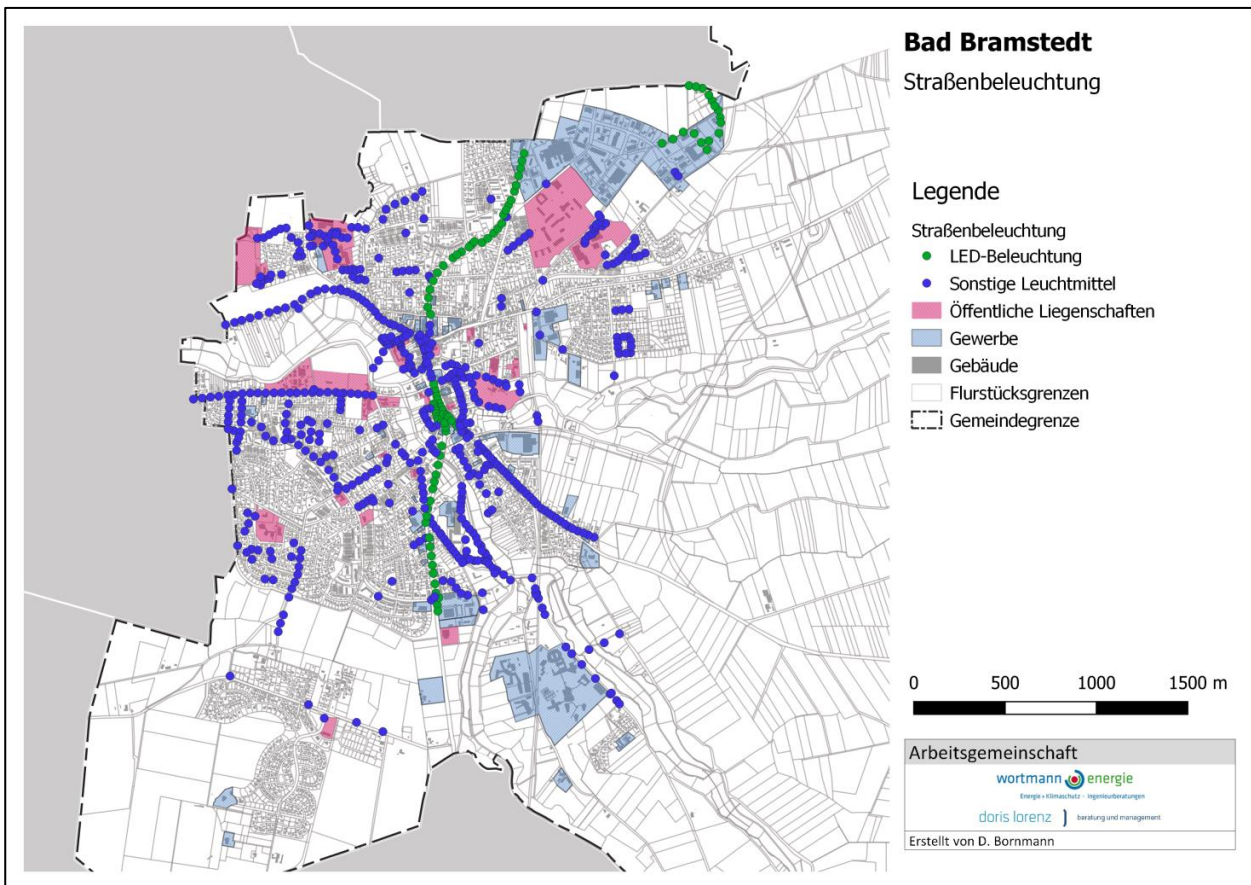 Bad Bramstedt
Straßenbeleuchtung
Legende
Straßenbeleuchtung
LED-Beleuchtung
Sonstige Leuchtmittel
Öffentliche Liegenschaften
Gewerbe
Gebäude
Flurstücksgrenzen
Gemeindegrenze
0 500 1000 1500 m
Arbeitsgemeinschaft
wortmann energie
Energie + Klimaschutz - Ingenieurberatungen
doris lorenz beratung und management
Erstellt von D. Bornmann